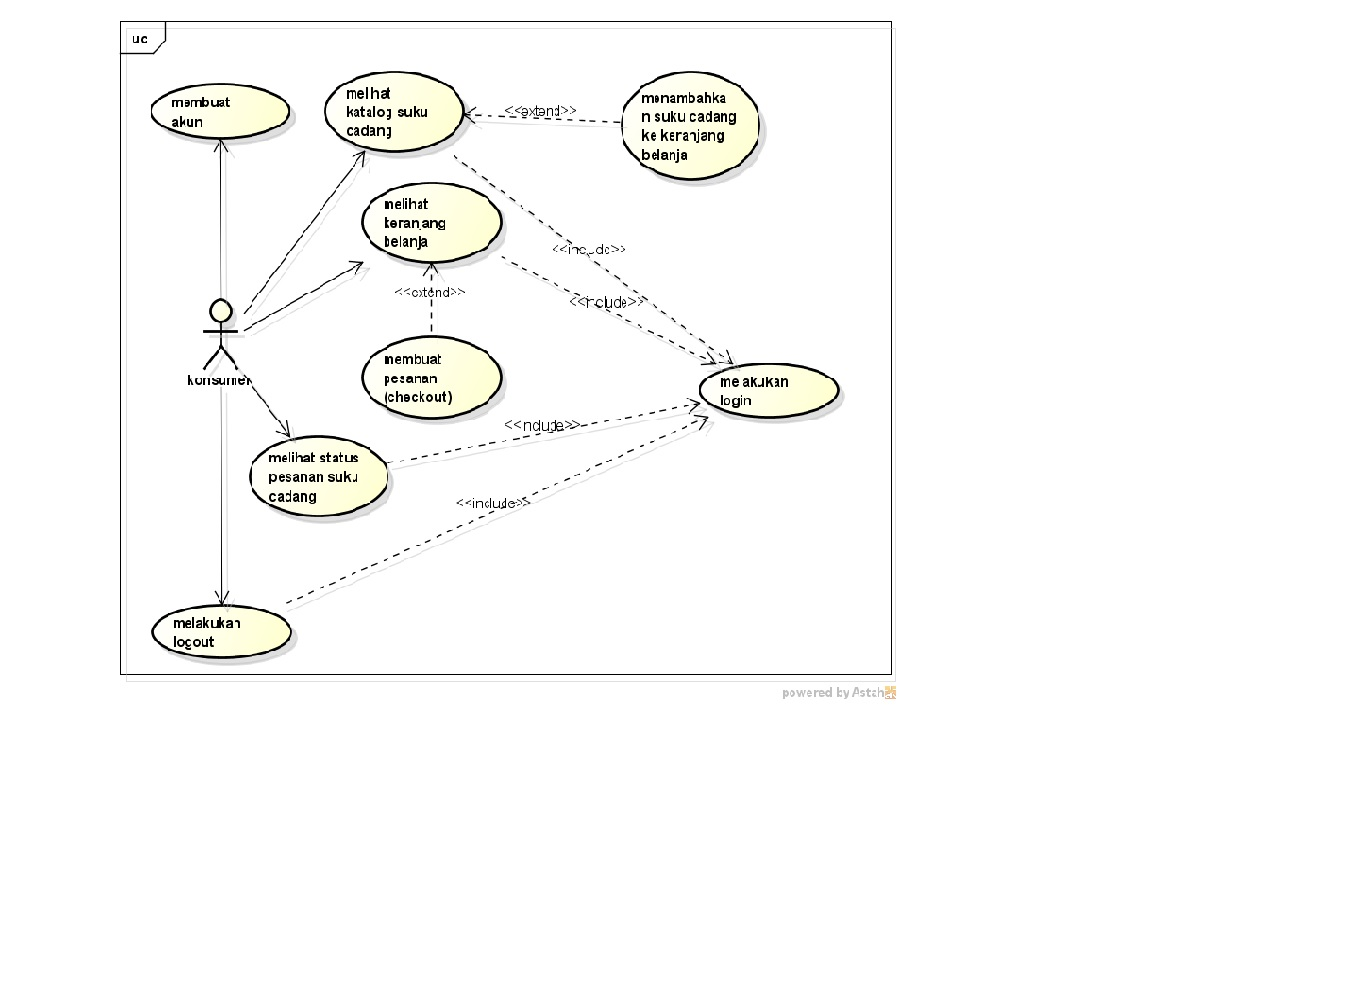 uc
membuat
akun
melihat
katalog suku
cadang
<<extend>>
menambahka
n suku cadang
ke keranjang
belanja
melihat
keranjang
belanja
<<include>>
<<extend>>
<<include>>
konsumen
membuat
pesanan
(checkout)
melakukan
login
<<include>>
melihat status
pesanan suku
cadang
<<include>>
melakukan
logout
powered by Astah